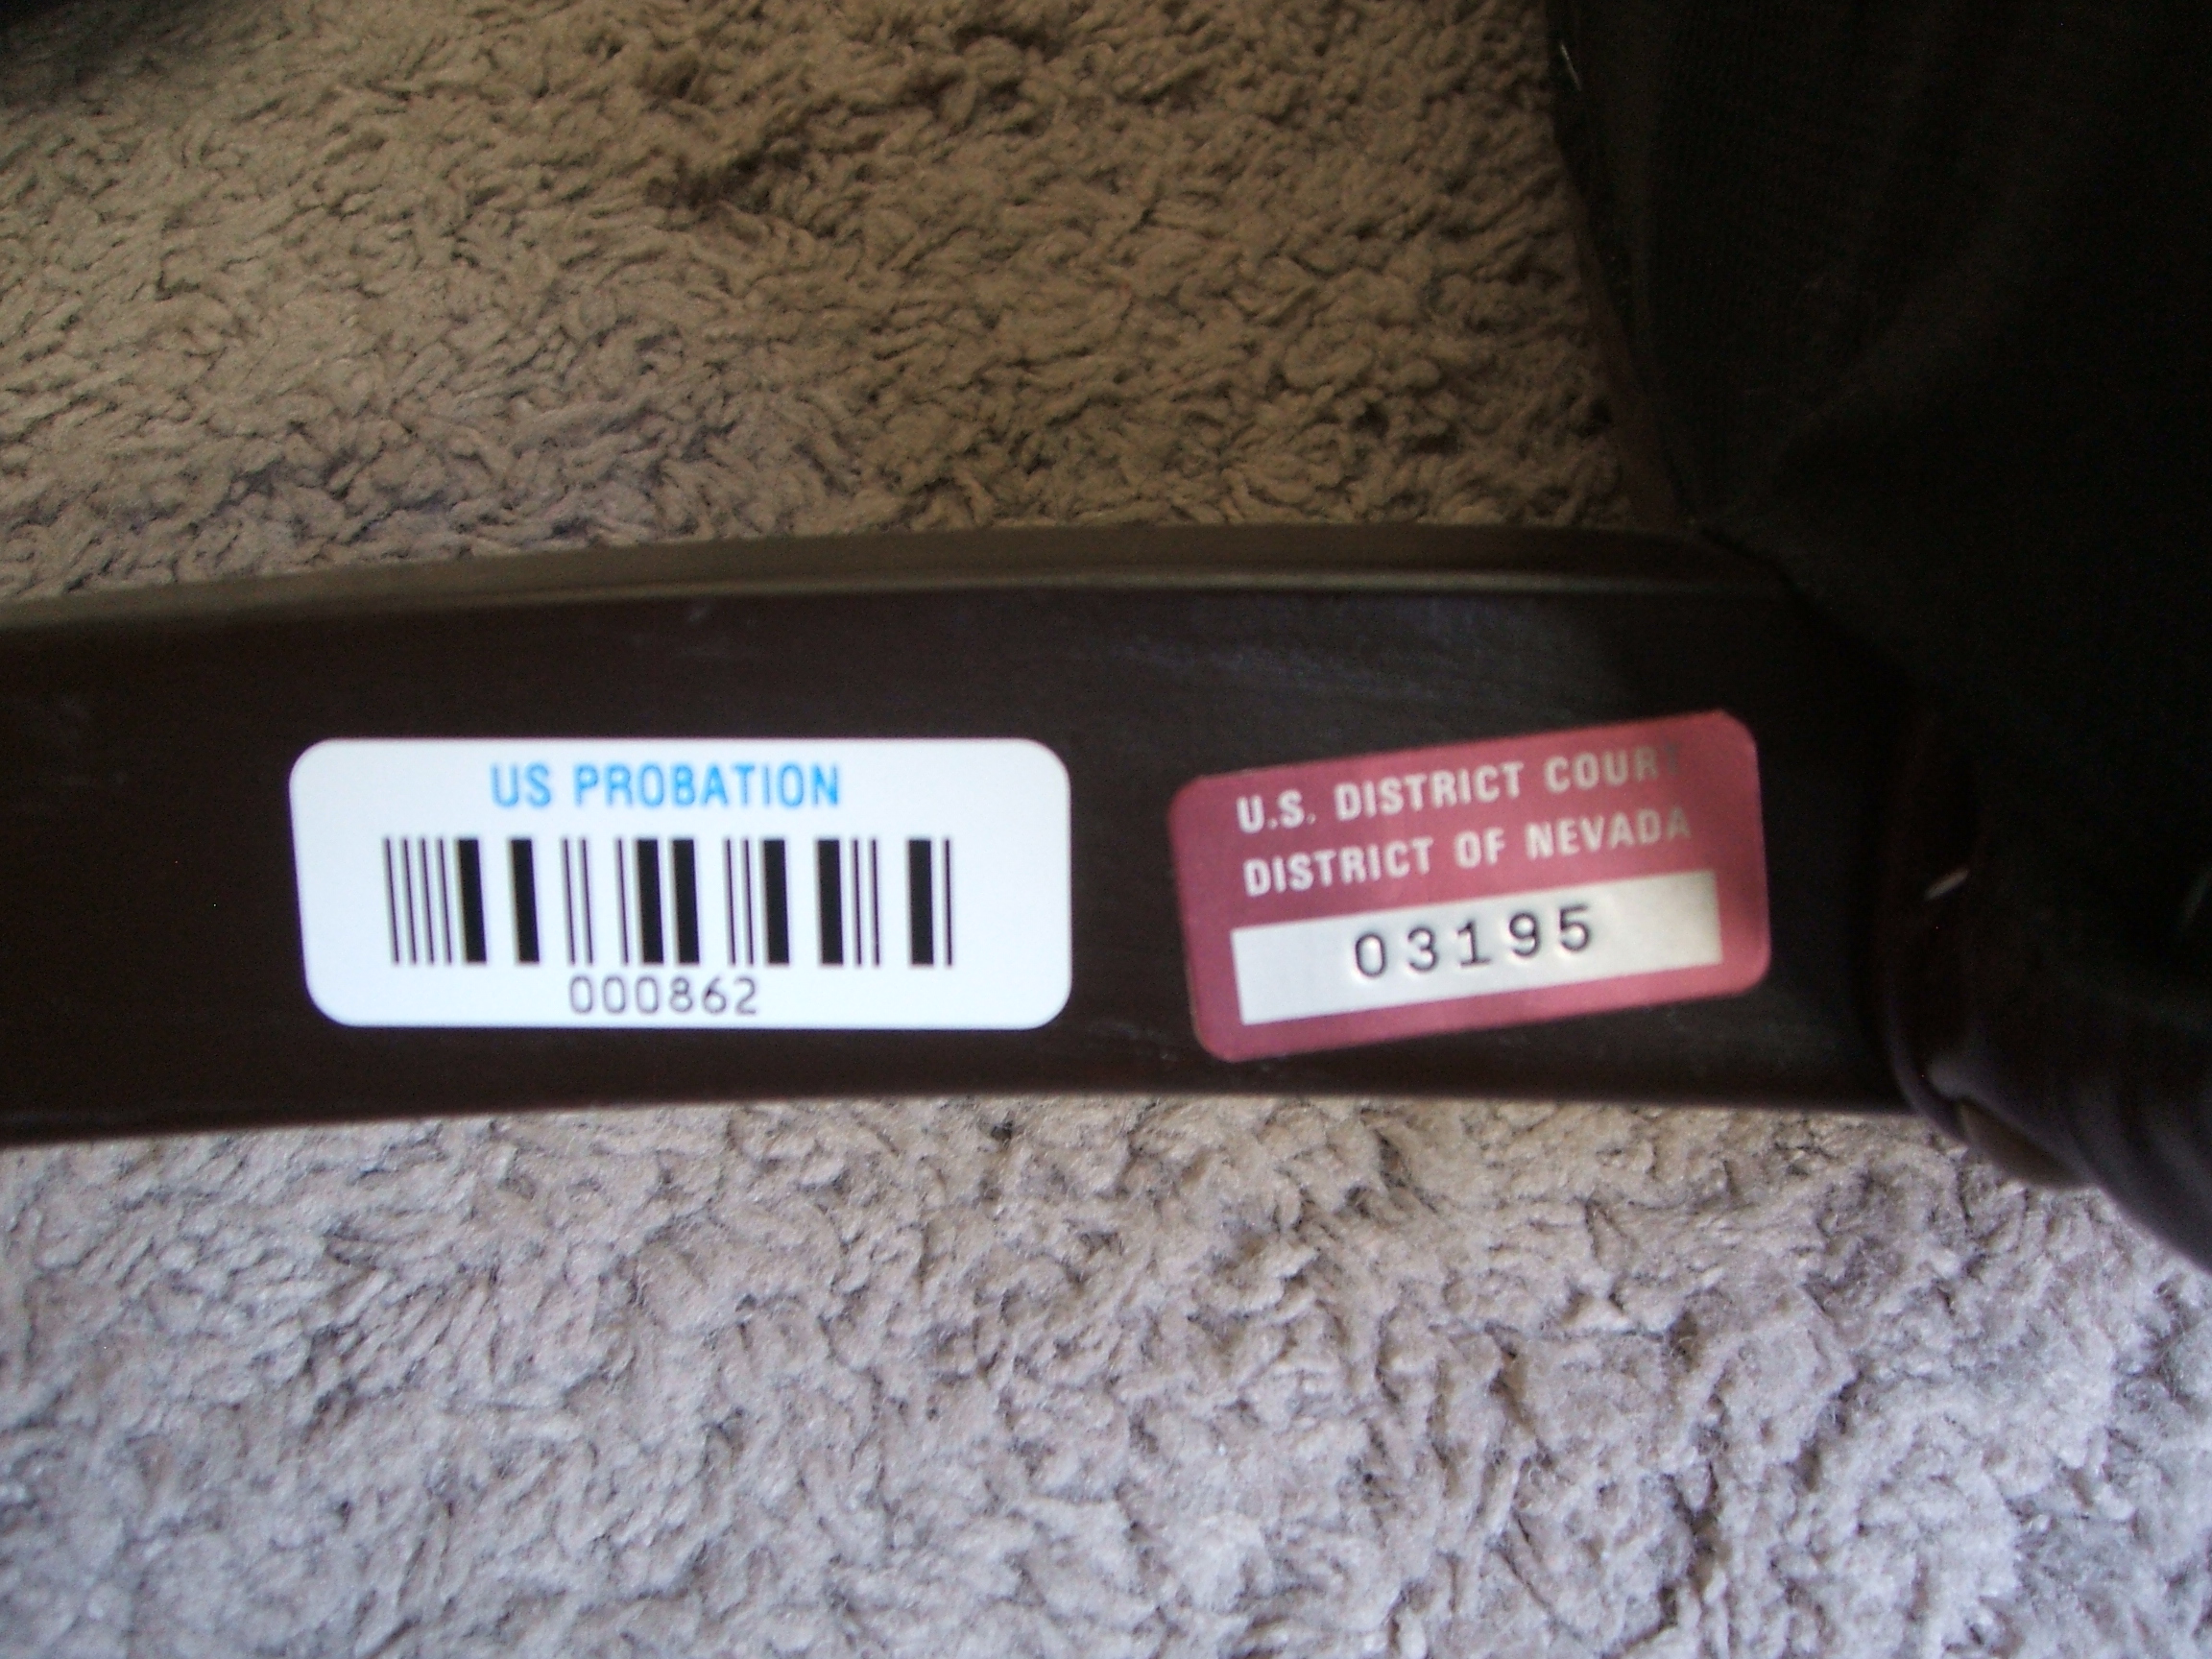 US PROBATION
000862
U.S. DISTRICT COURT
DISTRICT OF NEVADA
03195